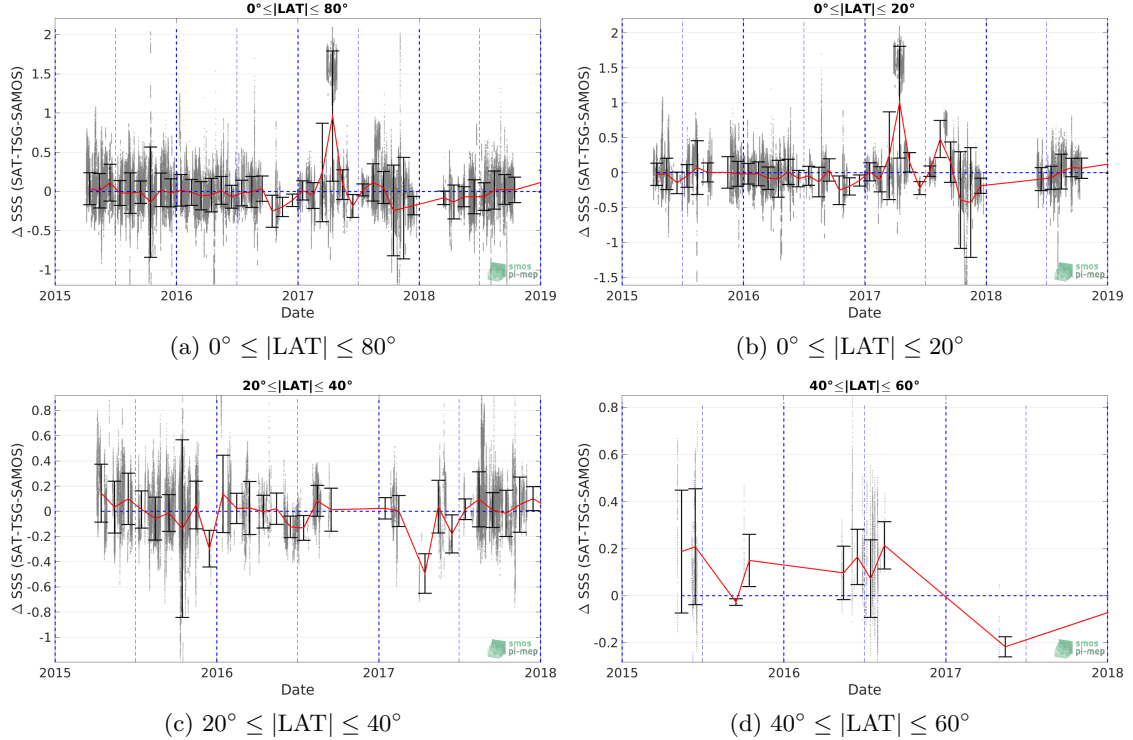 0°≤|LAT|≤ 80°
Δ SSS (SAT-TSG-SAMOS)
2
1.5
1
0.5
0
-0.5
-1
2015 2016 2017 2018 2019
Date
smos
pi-mep
(a) 0° ≤ |LAT| ≤ 80°
0°≤|LAT|≤ 20°
Δ SSS (SAT-TSG-SAMOS)
2
1.5
1
0.5
0
-0.5
-1
-1.5
2015 2016 2017 2018 2019
Date
smos
pi-mep
(b) 0° ≤ |LAT| ≤ 20°
20°≤|LAT|≤ 40°
Δ SSS (SAT-TSG-SAMOS)
0.8
0.6
0.4
0.2
0
-0.2
-0.4
-0.6
-0.8
-1
2015 2016 2017 2018
Date
smos
pi-mep
(c) 20° ≤ |LAT| ≤ 40°
40°≤|LAT|≤ 60°
Δ SSS (SAT-TSG-SAMOS)
0.8
0.6
0.4
0.2
0
-0.2
2015 2016 2017 2018
Date
smos
pi-mep
(d) 40° ≤ |LAT| ≤ 60°